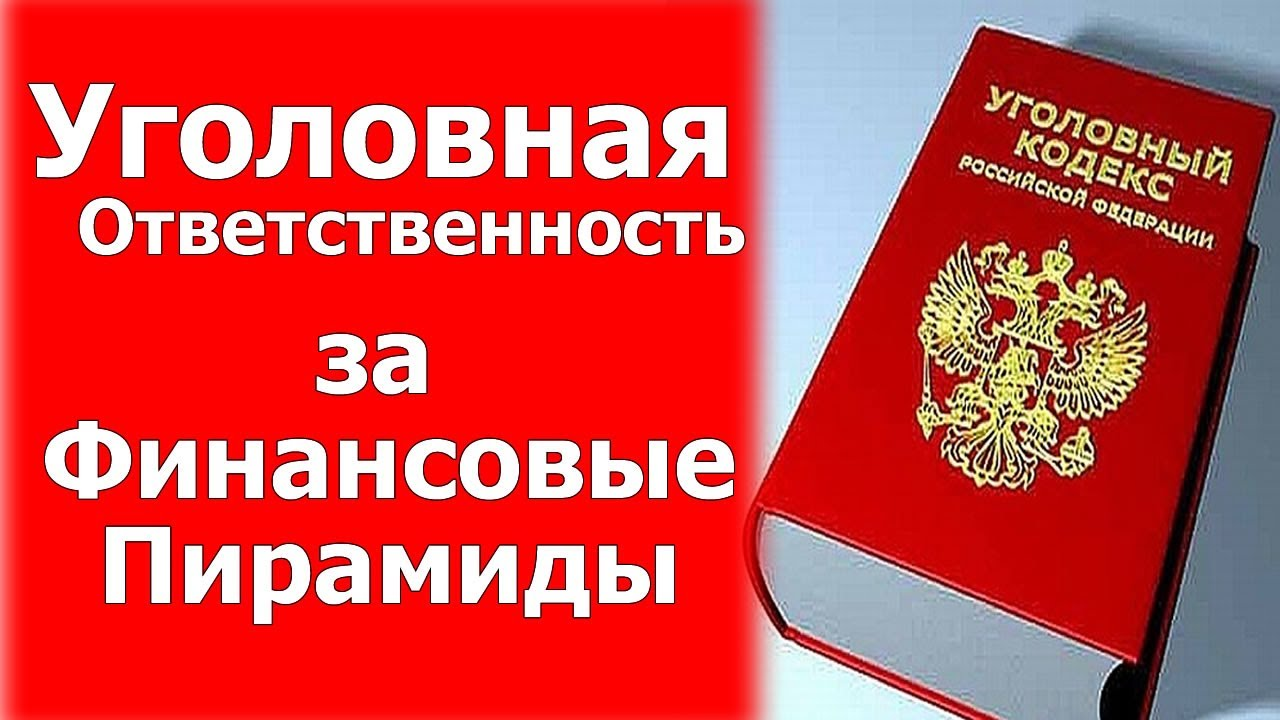 Уголовная
Ответственность
за
Финансовые
Пирамиды
УГОЛОВНЫЙ
КОДЕКС
РОССИЙСКОЙ ФЕДЕРАЦИИ